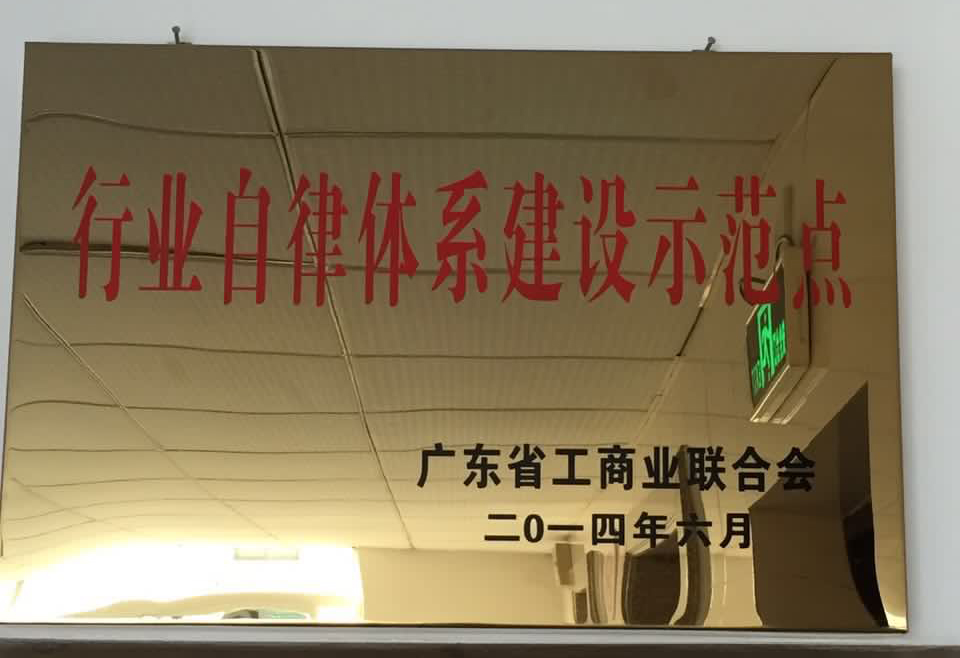 行业自律体系建设示范点
广东省工商业联合会
二0一四年六月